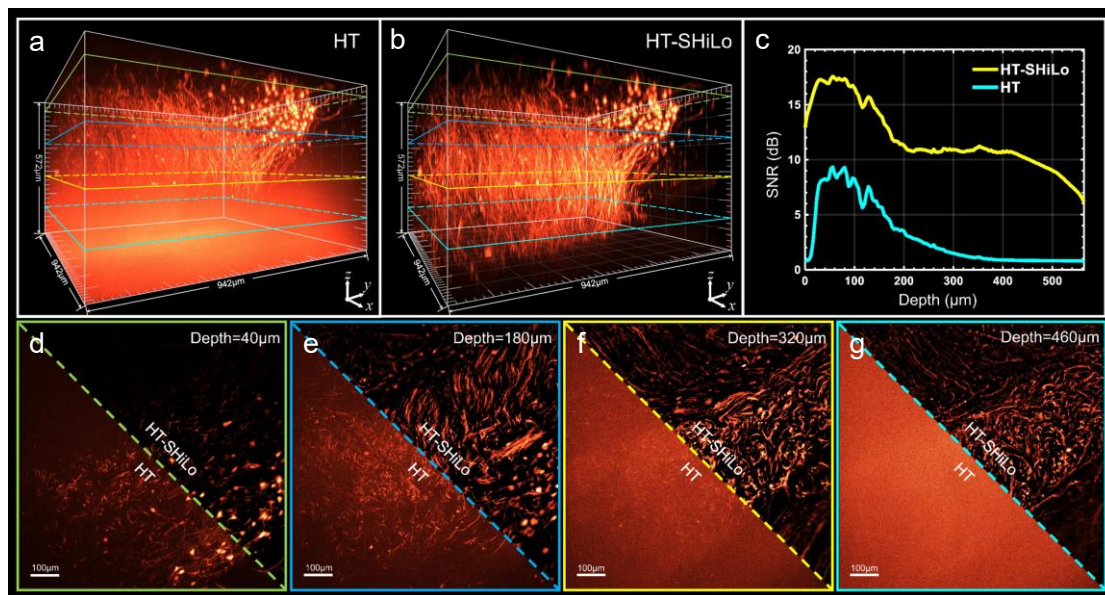 a
HT
572μm
572μm
942μm
942μm
z
y
x
b
HT-SHiLo
572μm
572μm
942μm
942μm
z
y
x
c
20
15
10
5
0
SNR (dB)
HT-SHiLo
HT
0 100 200 300 400 500
Depth (μm)
d
Depth=40μm
HT-SHiLo
HT
100μm
e
Depth=180μm
HT-SHiLo
HT
100μm
f
Depth=320μm
HT-SHiLo
HT
100μm
g
Depth=460μm
HT-SHiLo
HT
100μm